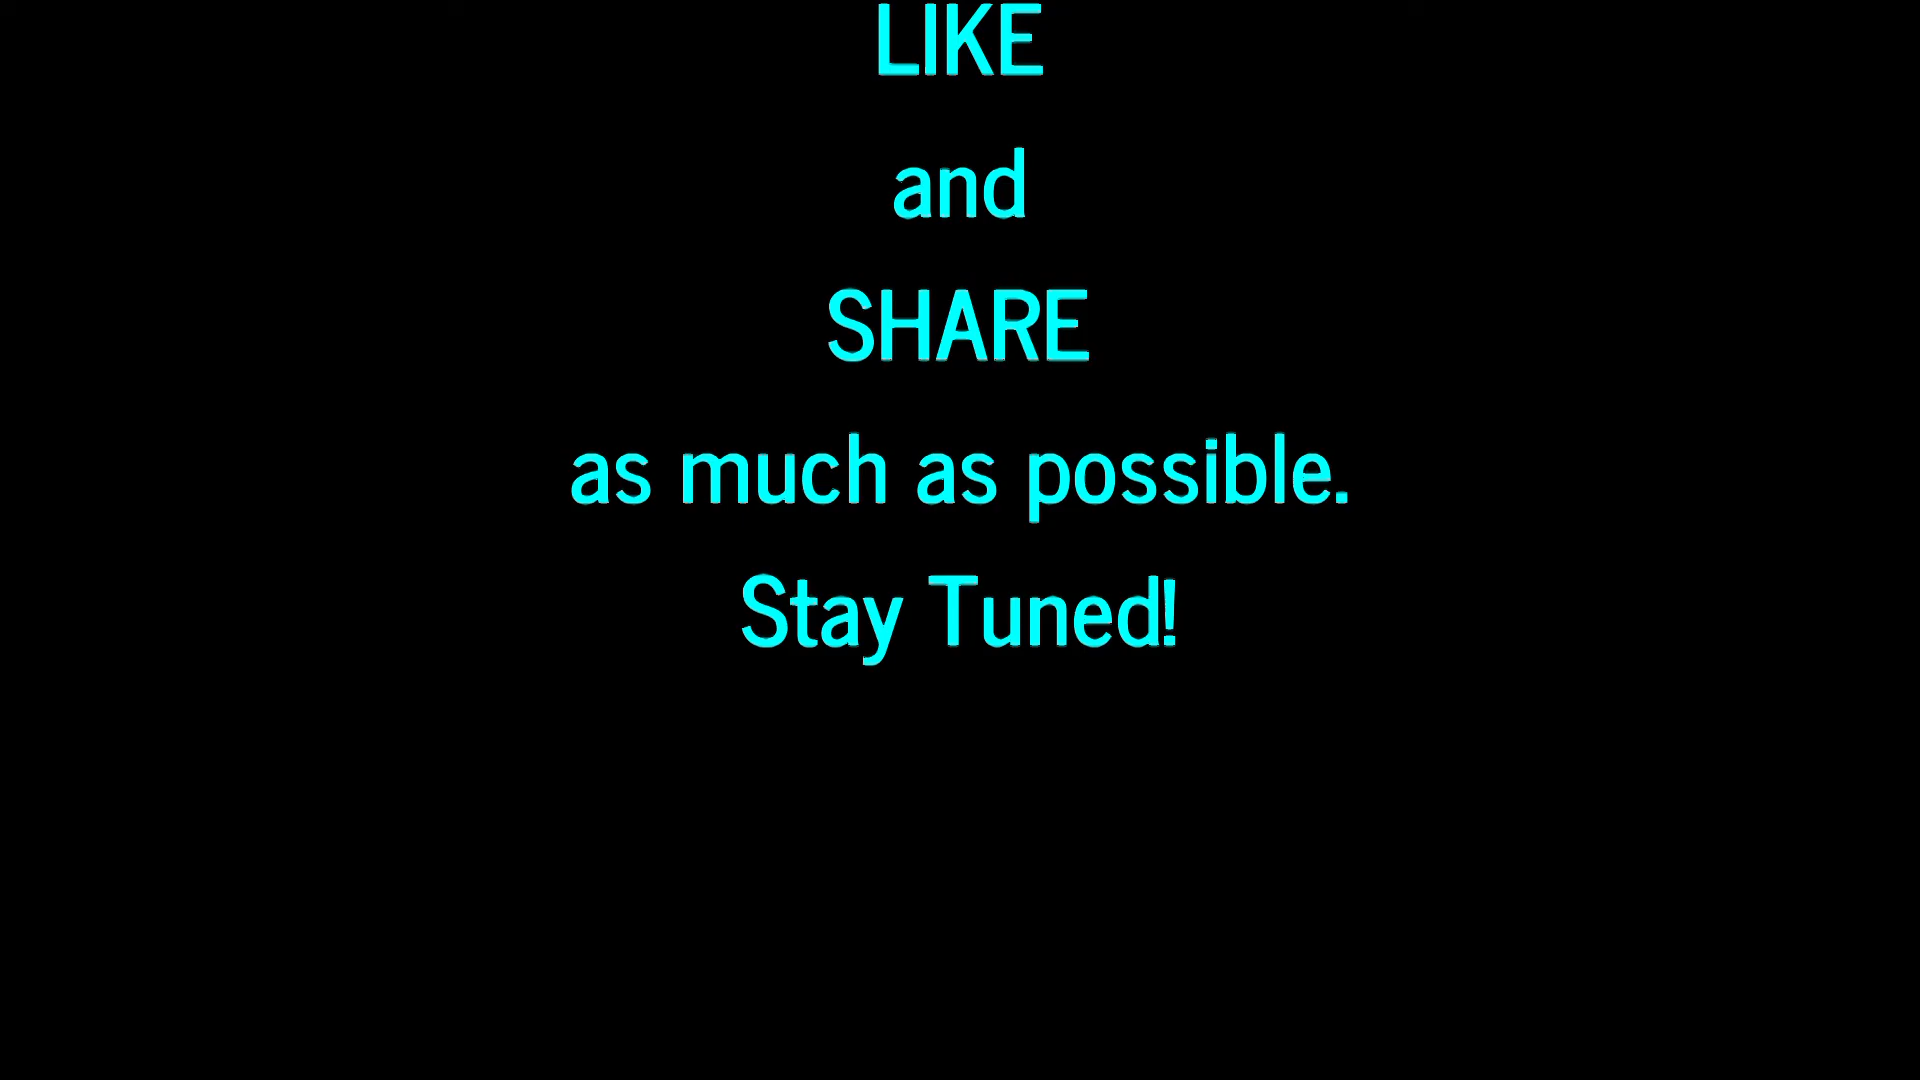 LIKE
and
SHARE
as much as possible.
Stay Tuned!